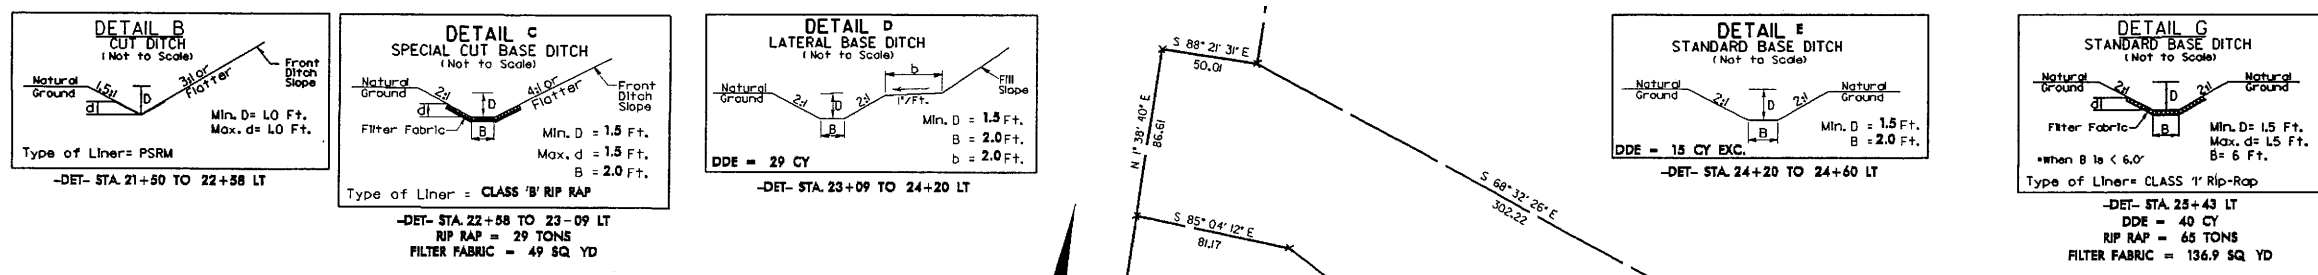 DETAIL B
CUT DITCH
(Not to Scale)
Natural
Ground
1.5:1
3:1 or
Flatter
Front
Ditch
Slope
d
D
Min. D= 1.0 Ft.
Max. d= 1.0 Ft.
Type of Liner= PSRM
-DET- STA. 21+50 TO 22+58 LT
DETAIL C
SPECIAL CUT BASE DITCH
(Not to Scale)
Natural
Ground
2:1
4:1 or
Flatter
Front
Ditch
Slope
d
D
Filter Fabric
B
Min. D = 1.5 Ft.
Max. d = 1.5 Ft.
B = 2.0 Ft.
Type of Liner = CLASS 'B' RIP RAP
-DET- STA. 22+58 TO 23-09 LT
RIP RAP = 29 TONS
FILTER FABRIC = 49 SQ YD
DETAIL D
LATERAL BASE DITCH
(Not to Scale)
b
Natural
Ground
2:1
D
2:1
1"/Ft.
Fill
Slope
B
Min. D = 1.5 Ft.
B = 2.0 Ft.
b = 2.0 Ft.
DDE = 29 CY
-DET- STA. 23+09 TO 24+20 LT
S 88° 21' 31" E
50.01
N 1° 38' 40" E
86.61
S 85° 04' 12" E
81.17
S 68° 32' 26" E
302.22
DETAIL E
STANDARD BASE DITCH
(Not to Scale)
Natural
Ground
2:1
D
2:1
Natural
Ground
B
Min. D = 1.5 Ft.
B = 2.0 Ft.
DDE = 15 CY EXC.
-DET- STA. 24+20 TO 24+60 LT
DETAIL G
STANDARD BASE DITCH
(Not to Scale)
Natural
Ground
2:1
D
2:1
Natural
Ground
d
Filter Fabric
B
Min. D= 1.5 Ft.
Max. d= 1.5 Ft.
B= 6 Ft.
*When B is < 6.0'
Type of Liner= CLASS 'I' Rip-Rap
-DET- STA. 25+43 LT
DDE = 40 CY
RIP RAP = 65 TONS
FILTER FABRIC = 136.9 SQ YD